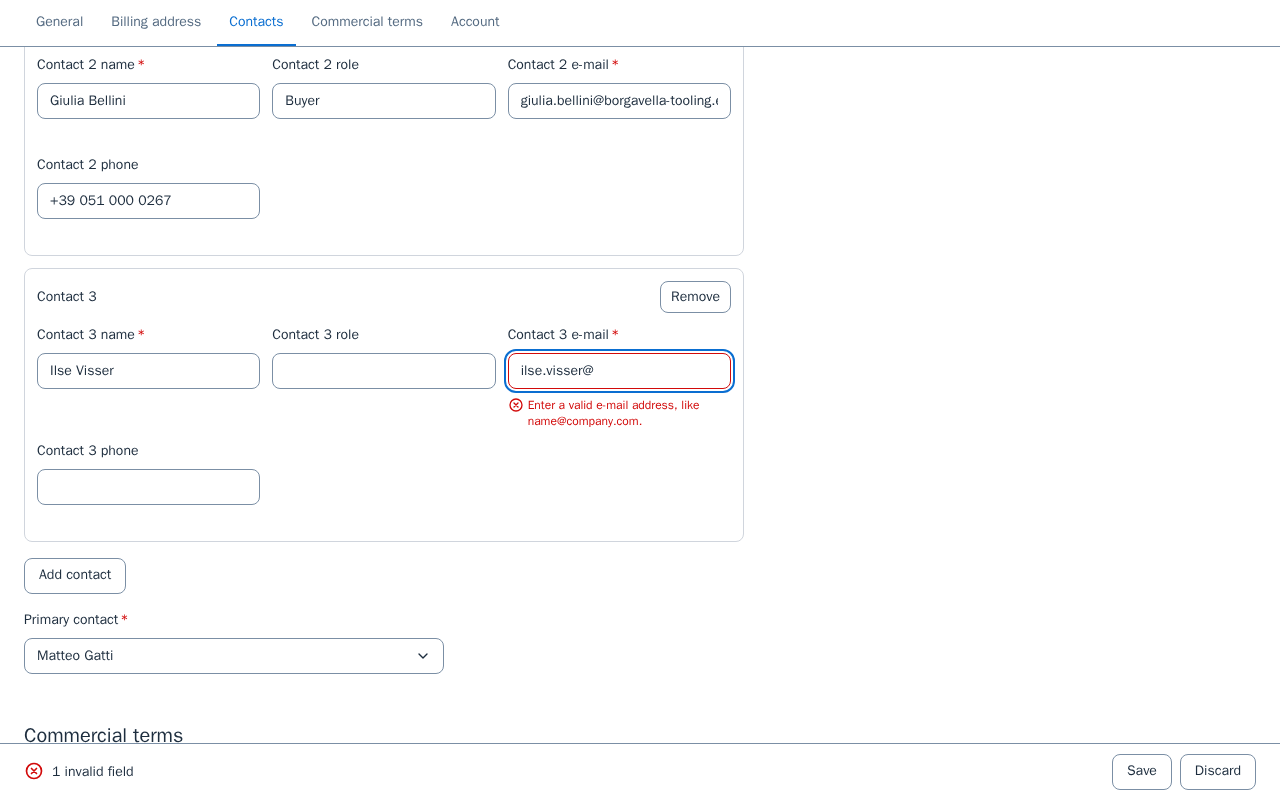 General Billing address Contacts Commercial terms Account
Contact 2 name * Contact 2 role Contact 2 e-mail *
Giulia Bellini Buyer giulia.bellini@borgavella-tooling.
Contact 2 phone
+39 051 000 0267
Contact 3 Remove
Contact 3 name * Contact 3 role Contact 3 e-mail *
Ilse Visser ilse.visser@
Enter a valid e-mail address, like
name@company.com.
Contact 3 phone
Add contact
Primary contact *
Matteo Gatti
Commercial terms
1 invalid field Save Discard